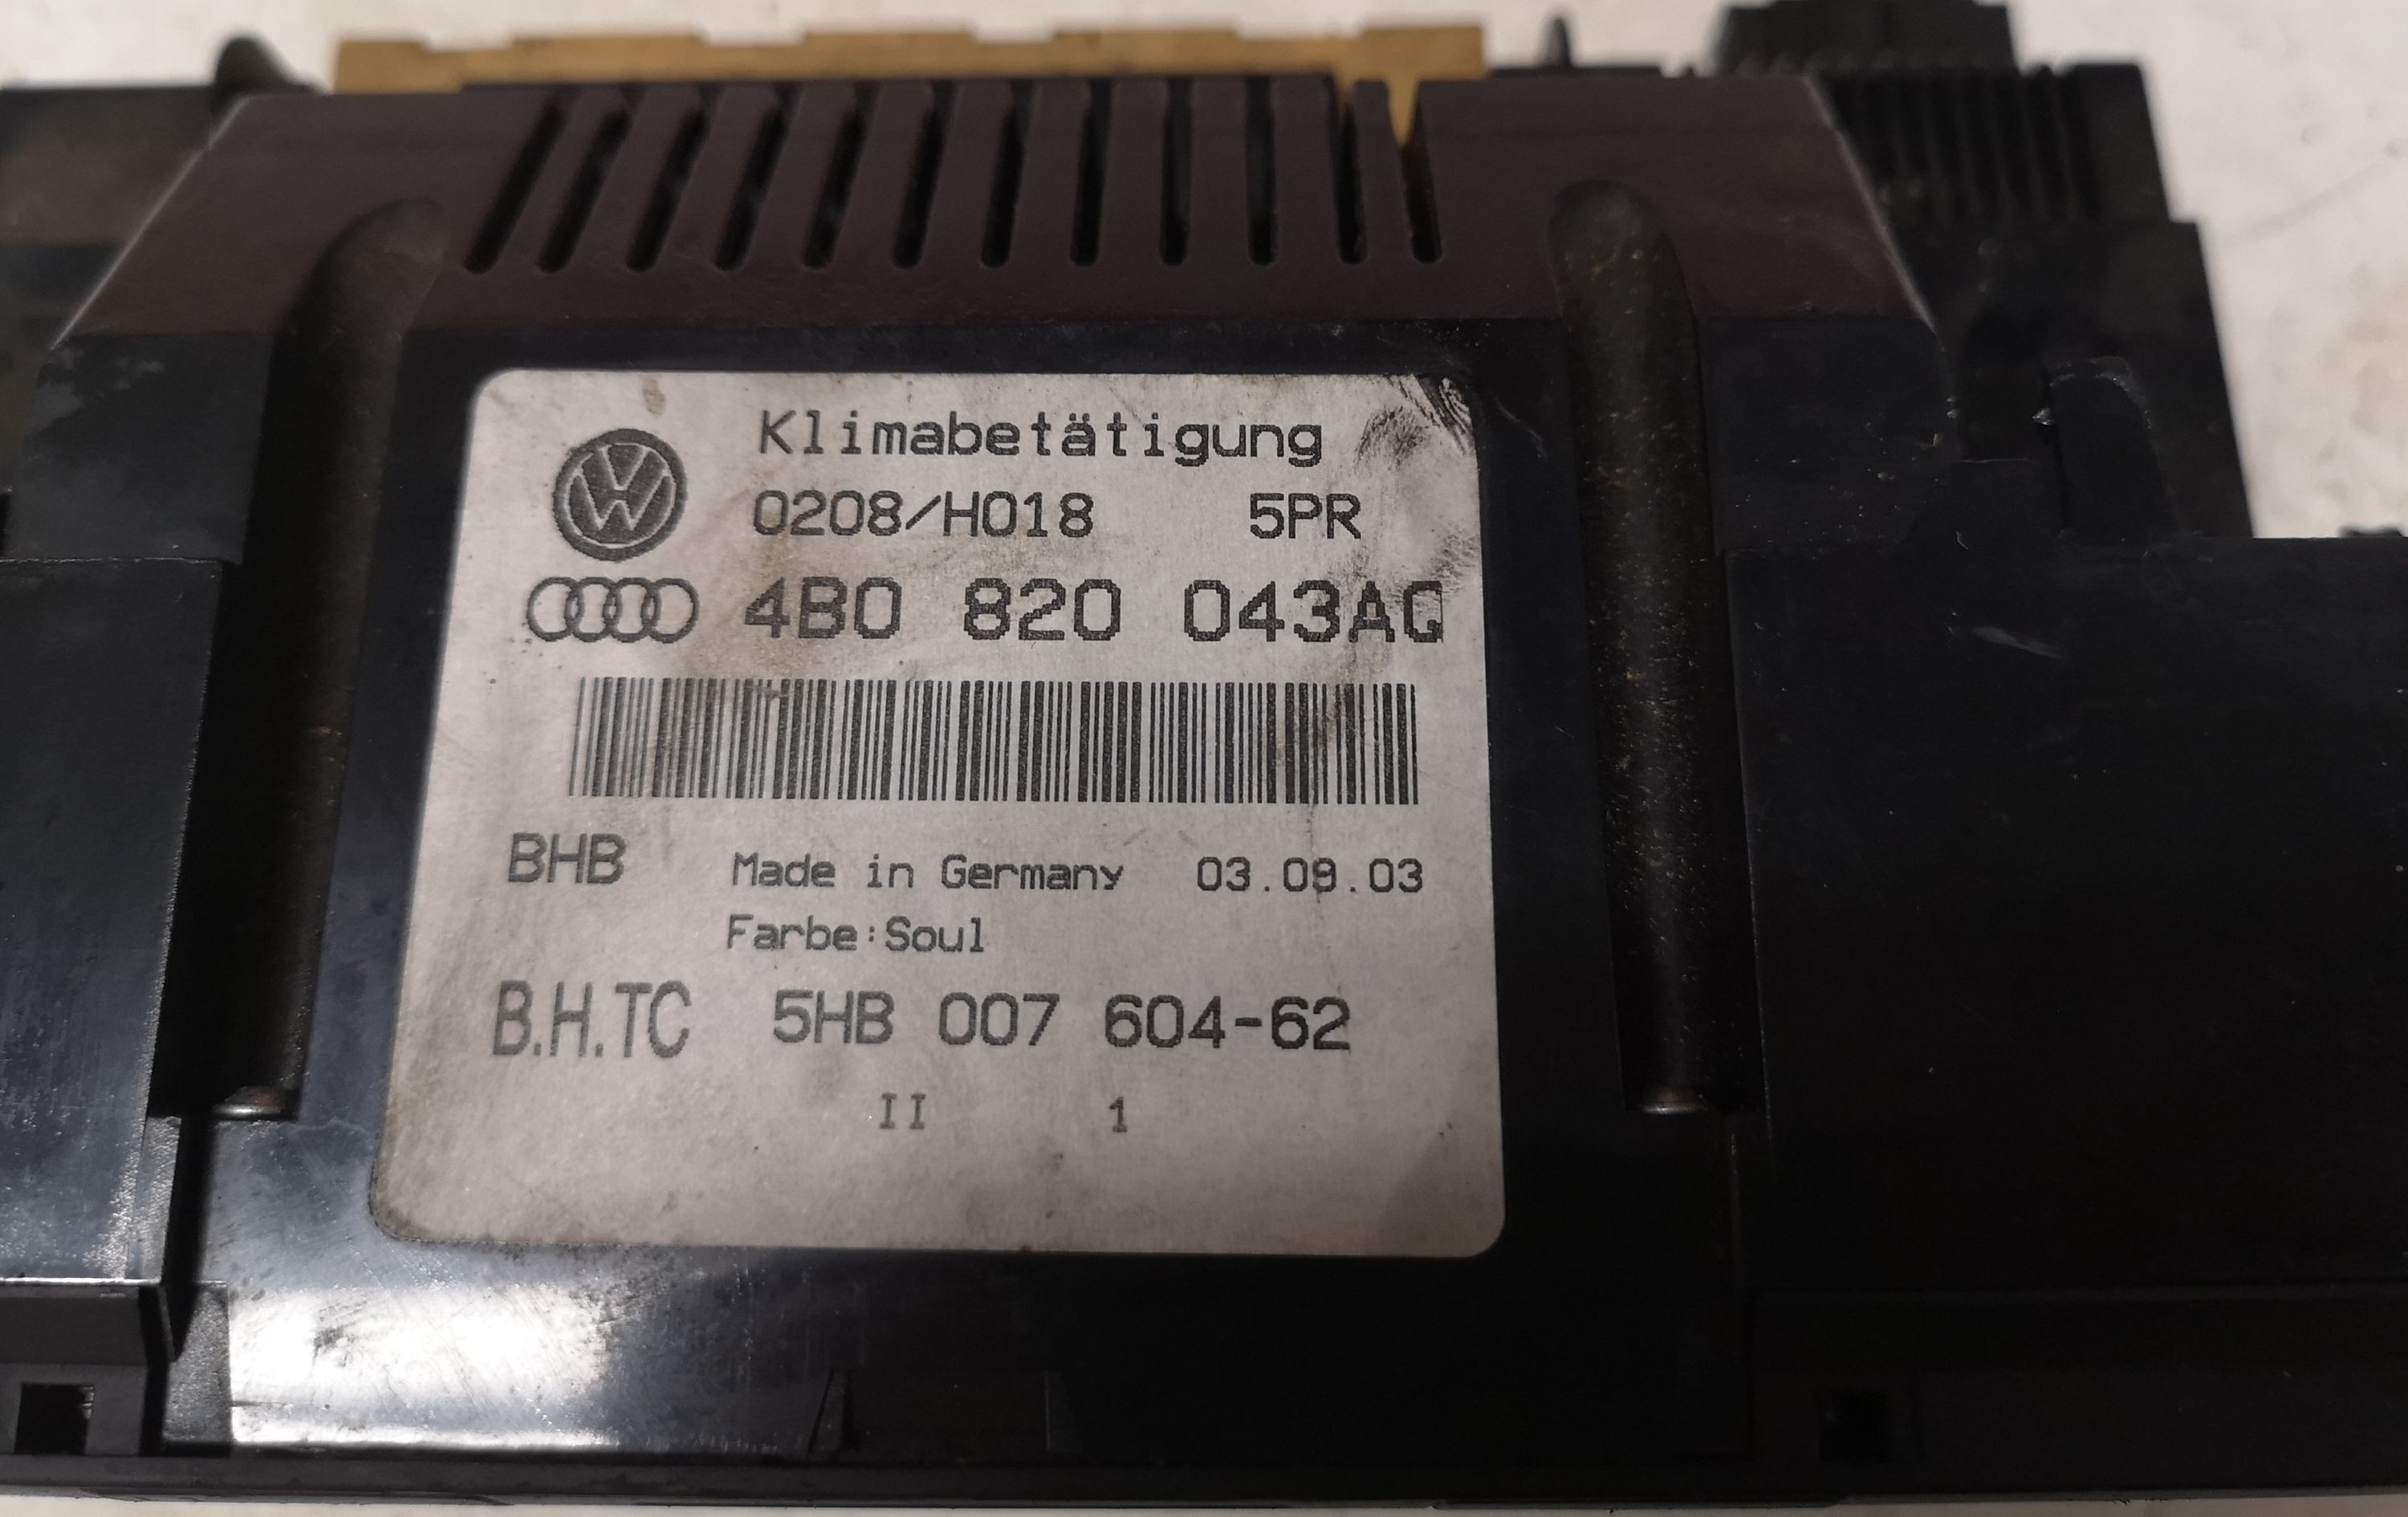 Klimabetätigung
0208/H018 5PR
4B0 820 043AG
BHB Made in Germany 03.09.03
Farbe:Soul
B.H.TC 5HB 007 604-62
II 1